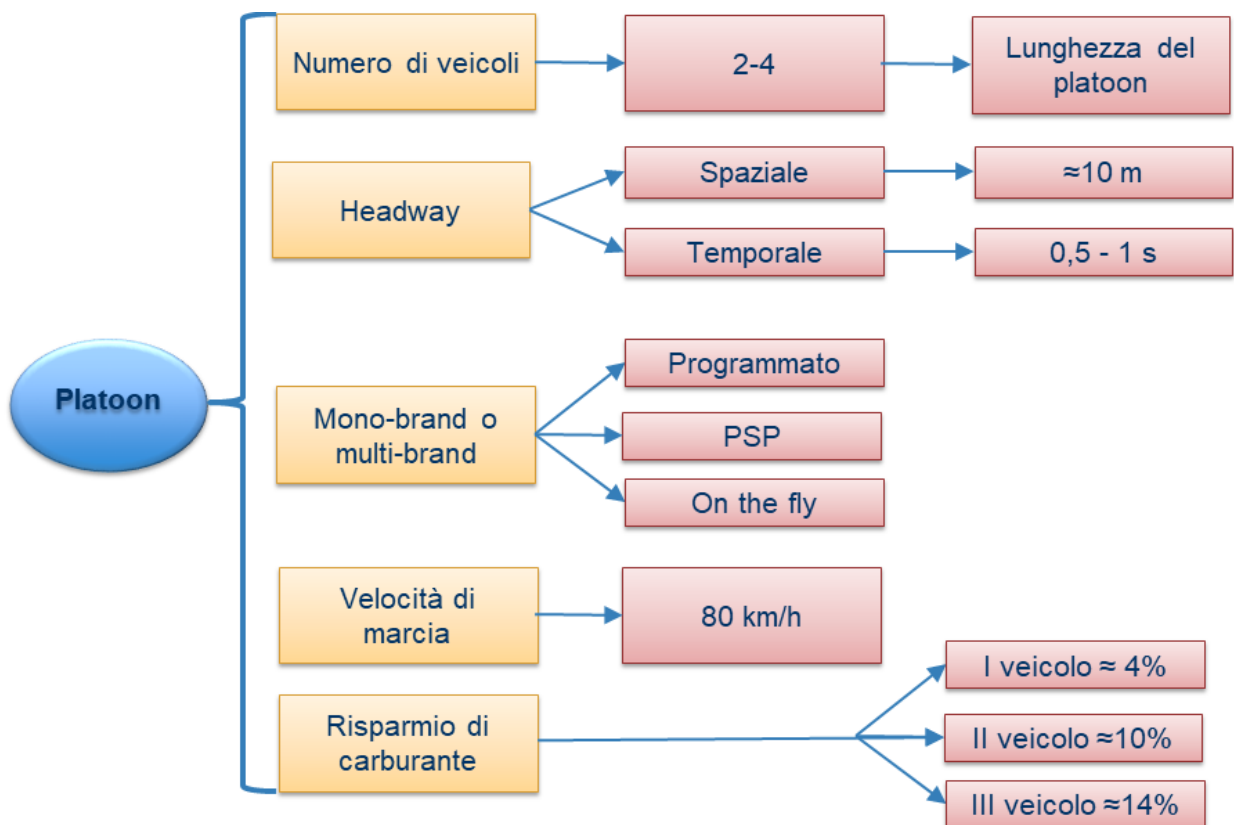 Platoon
Numero di veicoli
2-4
Lunghezza del
platoon
Headway
Spaziale
≈10 m
Temporale
0,5 - 1 s
Mono-brand o
multi-brand
Programmato
PSP
On the fly
Velocità di
marcia
80 km/h
Risparmio di
carburante
I veicolo ≈ 4%
II veicolo ≈10%
III veicolo ≈14%